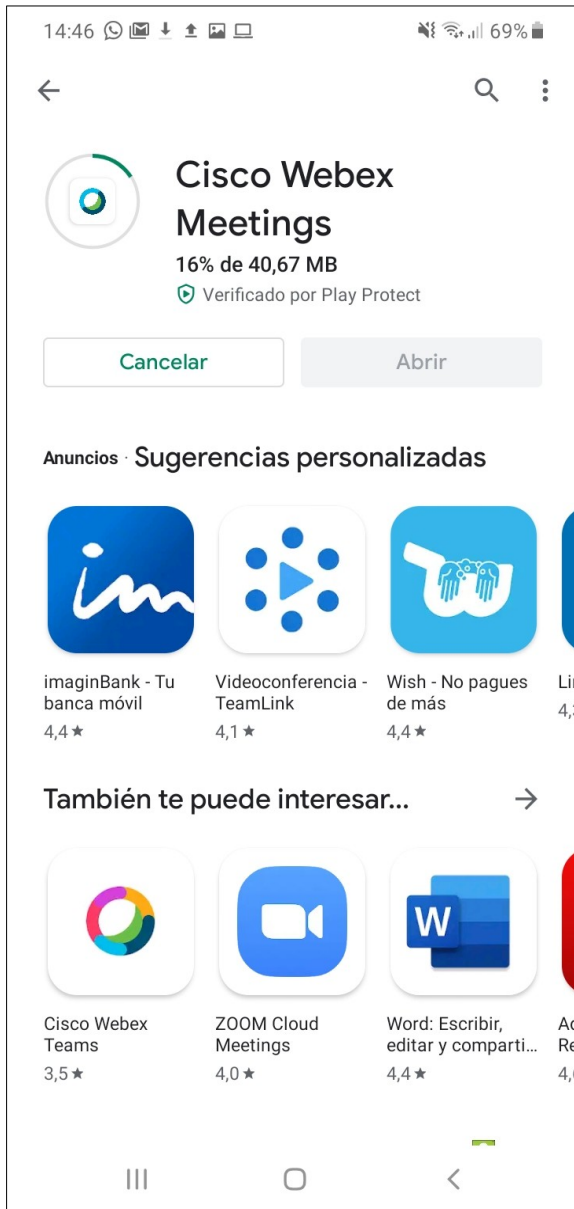 14:46 69%
Cisco Webex
Meetings
16% de 40,67 MB
Verificado por Play Protect
Cancelar Abrir
Anuncios · Sugerencias personalizadas
im
imaginBank - Tu
banca móvil
4,4 ★
Videoconferencia -
TeamLink
4,1 ★
Wish - No pagues
de más
4,4 ★
También te puede interesar...
Cisco Webex
Teams
3,5 ★
ZOOM Cloud
Meetings
4,0 ★
W
Word: Escribir,
editar y comparti...
4,4 ★